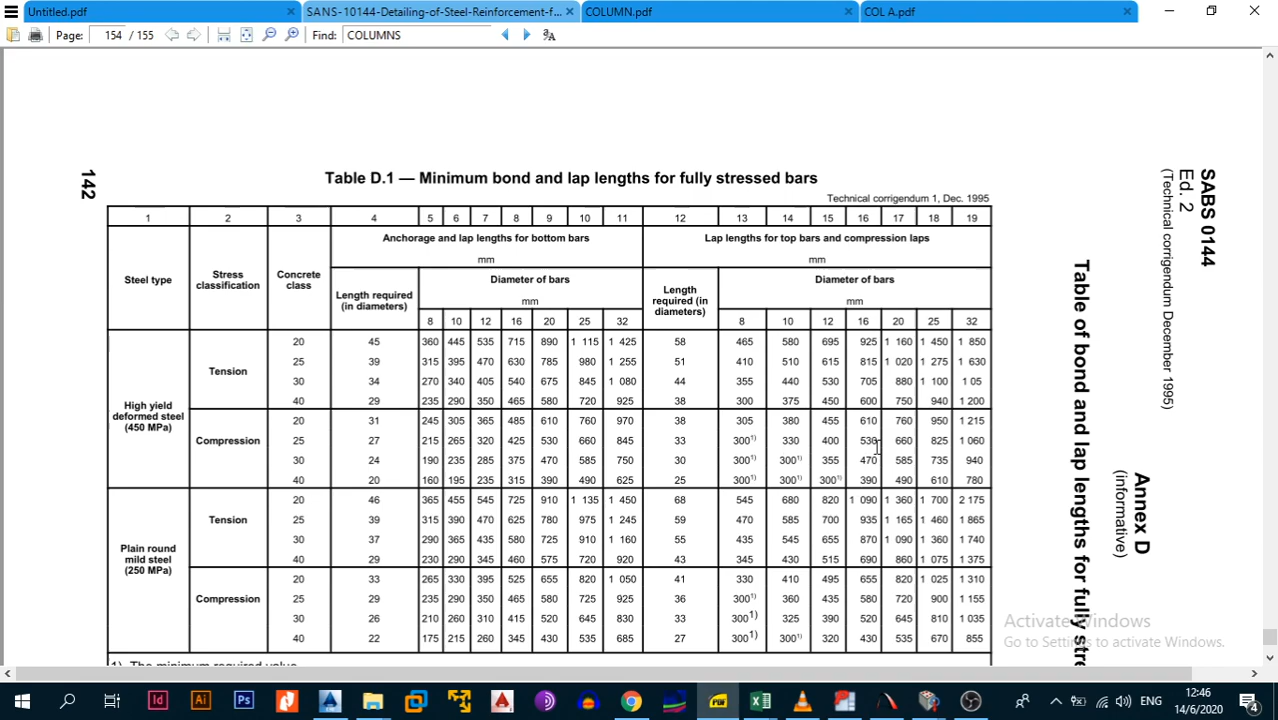 Untitled.pdf
SANS-10144-Detailing-of-Steel-Reinforcement-f...
COLUMN.pdf
COL A.pdf
Page: 154 / 155
Find: COLUMNS
142
Table D.1 — Minimum bond and lap lengths for fully stressed bars
Technical corrigendum 1, Dec. 1995
1 2 3 4 5 6 7 8 9 10 11 12 13 14 15 16 17 18 19
Steel type
Stress classification
Concrete class
Anchorage and lap lengths for bottom bars
mm
Lap lengths for top bars and compression laps
mm
Length required (in diameters)
Diameter of bars
mm
Length required (in diameters)
Diameter of bars
mm
8 10 12 16 20 25 32 8 10 12 16 20 25 32
High yield deformed steel (450 MPa)
Tension
20 45 360 445 535 715 890 1 115 1 425 58 465 580 695 925 1 160 1 450 1 850
25 39 315 395 470 630 785 980 1 255 51 410 510 615 815 1 020 1 275 1 630
30 34 270 340 405 540 675 845 1 080 44 355 440 530 705 880 1 100 1 05
40 29 235 290 350 465 580 720 925 38 300 375 450 600 750 940 1 200
Compression
20 31 245 305 365 485 610 760 970 38 305 380 455 610 760 950 1 215
25 27 215 265 320 425 530 660 845 33 300 1) 330 400 530 660 825 1 060
30 24 190 235 285 375 470 585 750 30 300 1) 300 1) 355 470 585 735 940
40 20 160 195 235 315 390 490 625 25 300 1) 300 1) 300 1) 390 490 610 780
Plain round mild steel (250 MPa)
Tension
20 46 365 455 545 725 910 1 135 1 450 68 545 680 820 1 090 1 360 1 700 2 175
25 39 315 390 470 625 780 975 1 245 59 470 585 700 935 1 165 1 460 1 865
30 37 290 365 435 580 725 910 1 160 55 435 545 655 870 1 090 1 360 1 740
40 29 230 290 345 460 575 720 920 43 345 430 515 690 860 1 075 1 375
Compression
20 33 265 330 395 525 655 820 1 050 41 330 410 495 655 820 1 025 1 310
25 29 235 290 350 465 580 725 925 36 300 1) 360 435 580 720 900 1 155
30 26 210 260 310 415 520 645 830 33 300 1) 325 390 520 645 810 1 035
40 22 175 215 260 345 430 535 685 27 300 1) 300 1) 320 430 535 670 855
1) The minimum required value
SABS 0144
Ed. 2
(Technical corrigendum December 1995)
Annex D
(informative)
Table of bond and lap lengths for fully stre
Activate Windows
Go to Settings to activate Windows.
ENG
12:46
14/6/2020
4